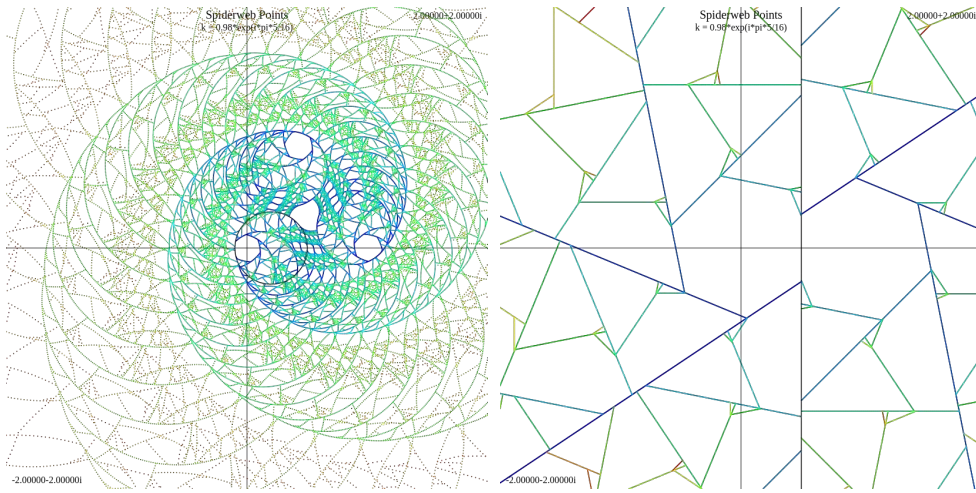 Spiderweb Points
k = 0.98*exp(i*pi*5/16)
2.00000+2.00000i
-2.00000-2.00000i
Spiderweb Points
k = 0.98*exp(i*pi*5/16)
2.00000+2.00000i
-2.00000-2.00000i